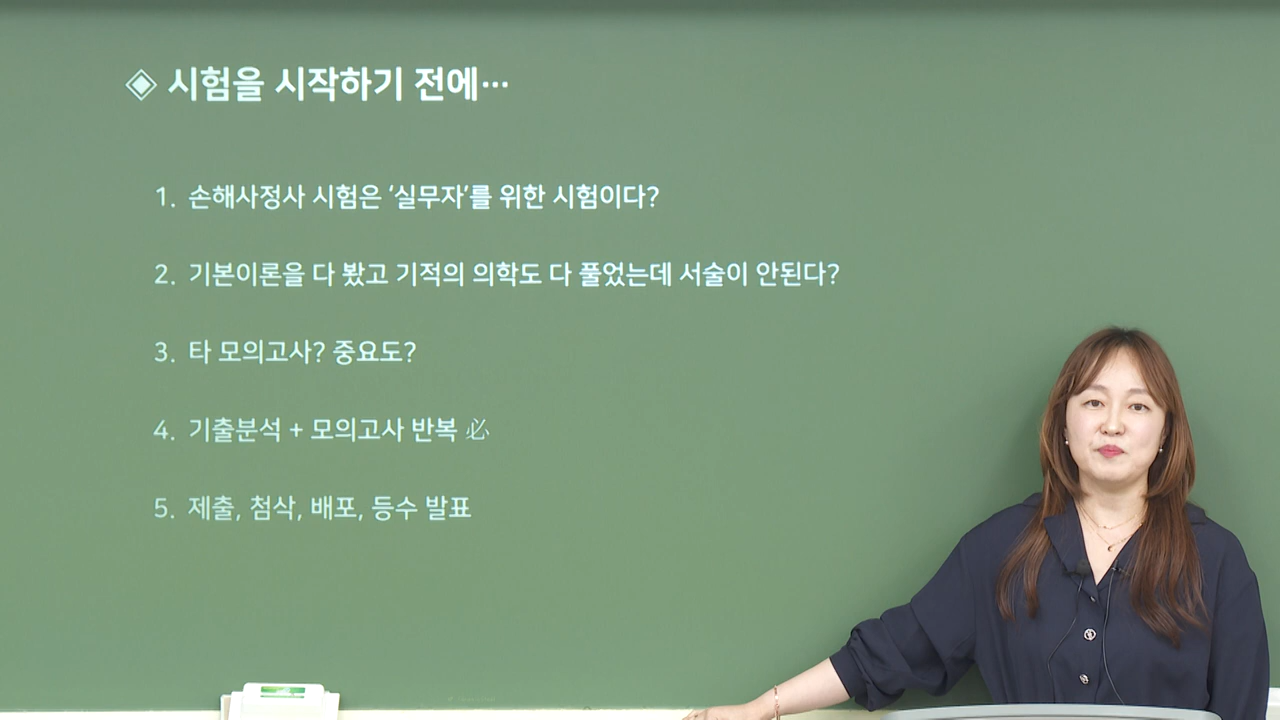 ◈ 시험을 시작하기 전에…
1. 손해사정사 시험은 ‘실무자’를 위한 시험이다?
2. 기본이론을 다 봤고 기적의 의학도 다 풀었는데 서술이 안된다?
3. 타 모의고사? 중요도?
4. 기출분석 + 모의고사 반복 必
5. 제출, 첨삭, 배포, 등수 발표